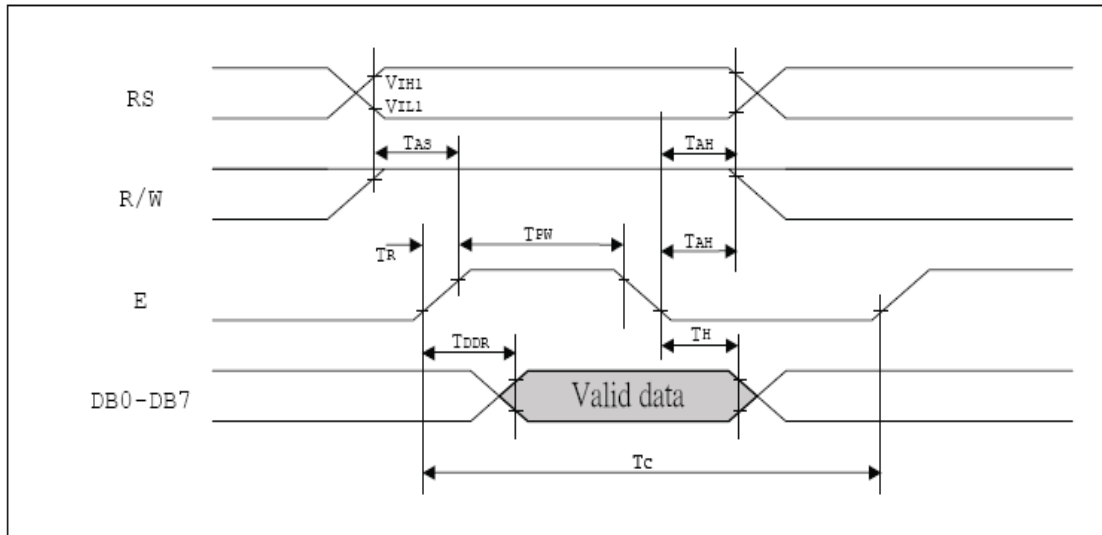 RS
VIH1
VIL1
TAS
TAH
R/W
TPW
TAH
TR
E
TDDR
TH
DB0-DB7
Valid data
TC